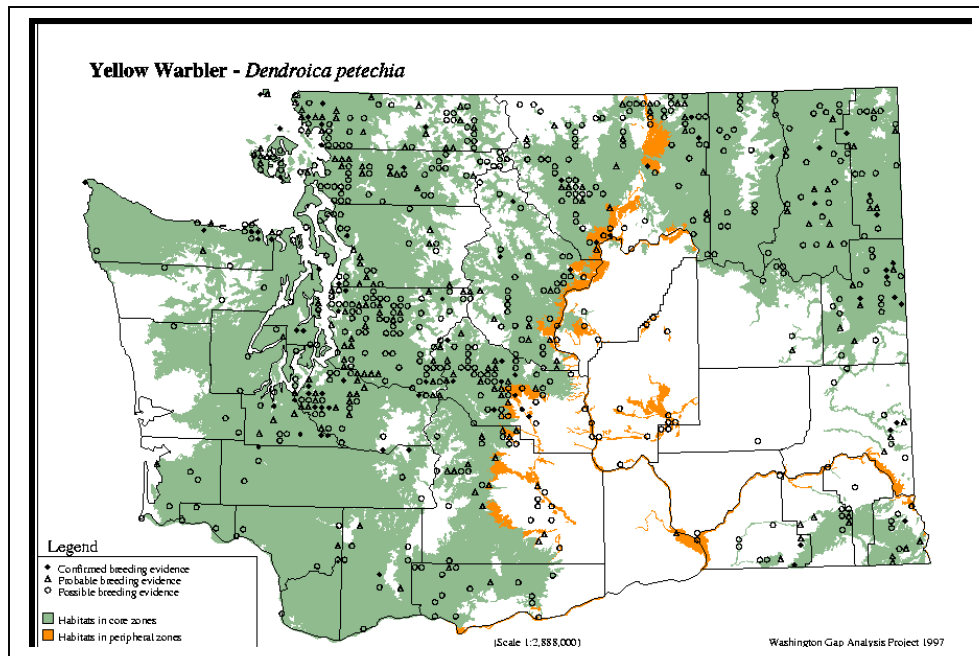 Yellow Warbler - Dendroica petechia
Legend
Confirmed breeding evidence
Probable breeding evidence
Possible breeding evidence
Habitats in core zones
Habitats in peripheral zones
(Scale 1:2,888,000)
Washington Gap Analysis Project 1997